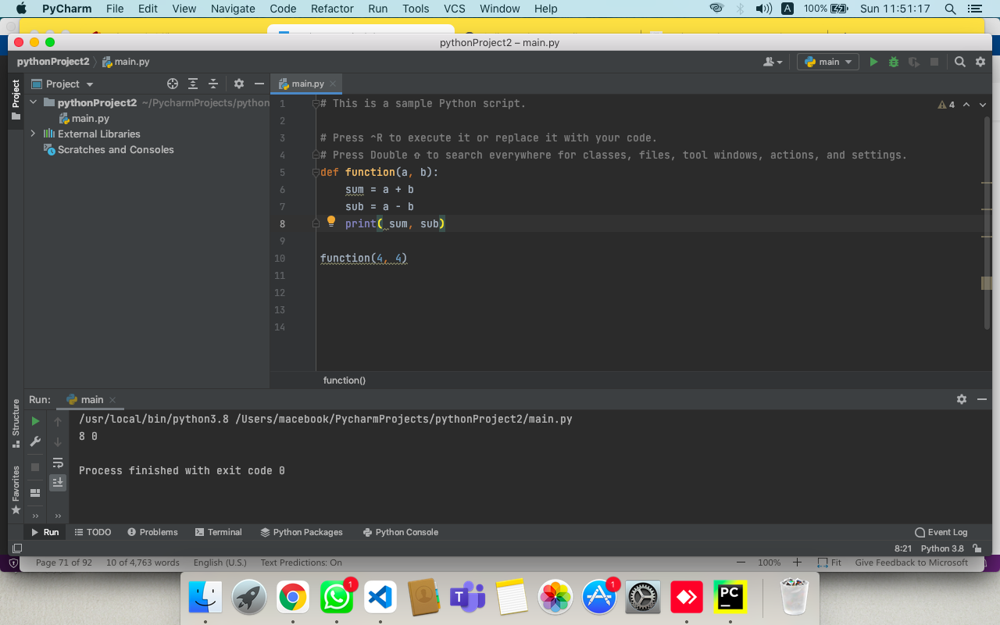 PyCharm File Edit View Navigate Code Refactor Run Tools VCS Window Help A 100% Sun 11:51:17
pythonProject2 – main.py
pythonProject2 main.py main
Project
Project
main.py
pythonProject2 ~/PycharmProjects/python
main.py
External Libraries
Scratches and Consoles
4
1 # This is a sample Python script.
2
3 # Press ^R to execute it or replace it with your code.
4 # Press Double ⇧ to search everywhere for classes, files, tool windows, actions, and settings.
5 def function(a, b):
6 sum = a + b
7 sub = a - b
8 print( sum, sub)
9
10 function(4, 4)
11
12
13
14
function()
Run: main
Structure
Favorites
/usr/local/bin/python3.8 /Users/macebook/PycharmProjects/pythonProject2/main.py
8 0
Process finished with exit code 0
Run TODO Problems Terminal Python Packages Python Console Event Log
8:21 Python 3.8
Page 71 of 92 10 of 4,763 words English (U.S.) Text Predictions: On 100% Fit Give Feedback to Microsoft
1
T
1
PC